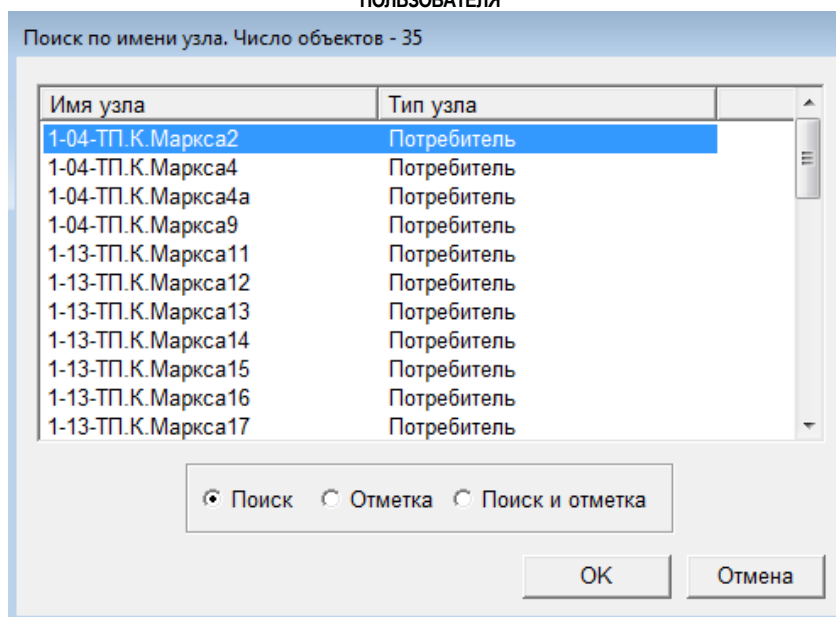 ПОЛЬЗОВАТЕЛЯ
Поиск по имени узла. Число объектов - 35
Имя узла Тип узла
1-04-ТП.К.Маркса2 Потребитель
1-04-ТП.К.Маркса4 Потребитель
1-04-ТП.К.Маркса4а Потребитель
1-04-ТП.К.Маркса9 Потребитель
1-13-ТП.К.Маркса11 Потребитель
1-13-ТП.К.Маркса12 Потребитель
1-13-ТП.К.Маркса13 Потребитель
1-13-ТП.К.Маркса14 Потребитель
1-13-ТП.К.Маркса15 Потребитель
1-13-ТП.К.Маркса16 Потребитель
1-13-ТП.К.Маркса17 Потребитель
Поиск Отметка Поиск и отметка
OK Отмена